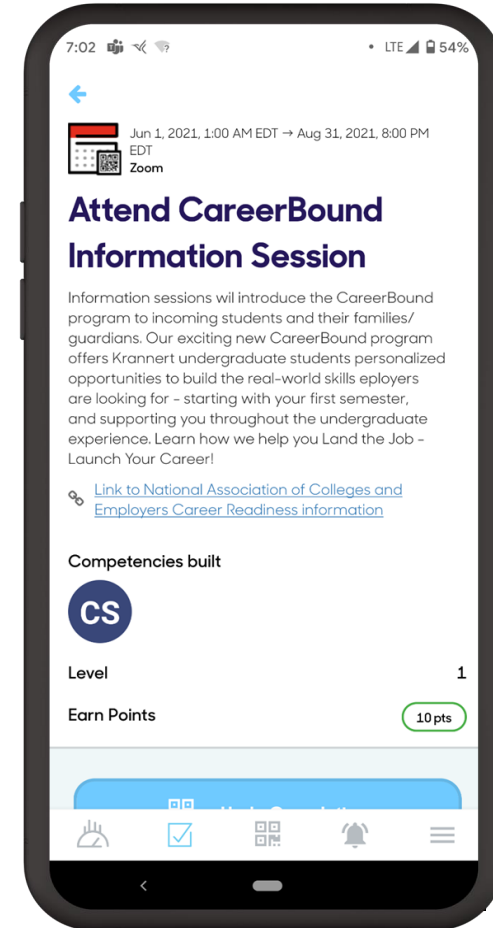 7:02
LTE 54%
Jun 1, 2021, 1:00 AM EDT → Aug 31, 2021, 8:00 PM
EDT
Zoom
Attend CareerBound
Information Session
Information sessions wil introduce the CareerBound
program to incoming students and their families/
guardians. Our exciting new CareerBound program
offers Krannert undergraduate students personalized
opportunities to build the real-world skills eployers
are looking for - starting with your first semester,
and supporting you throughout the undergraduate
experience. Learn how we help you Land the Job -
Launch Your Career!
Link to National Association of Colleges and
Employers Career Readiness information
Competencies built
CS
Level 1
Earn Points 10 pts